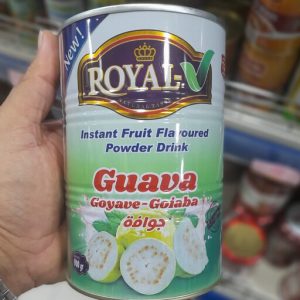 New!
ROYAL-V
Instant Fruit Flavoured
Powder Drink
Guava
Goyave-Goiaba
جوافة